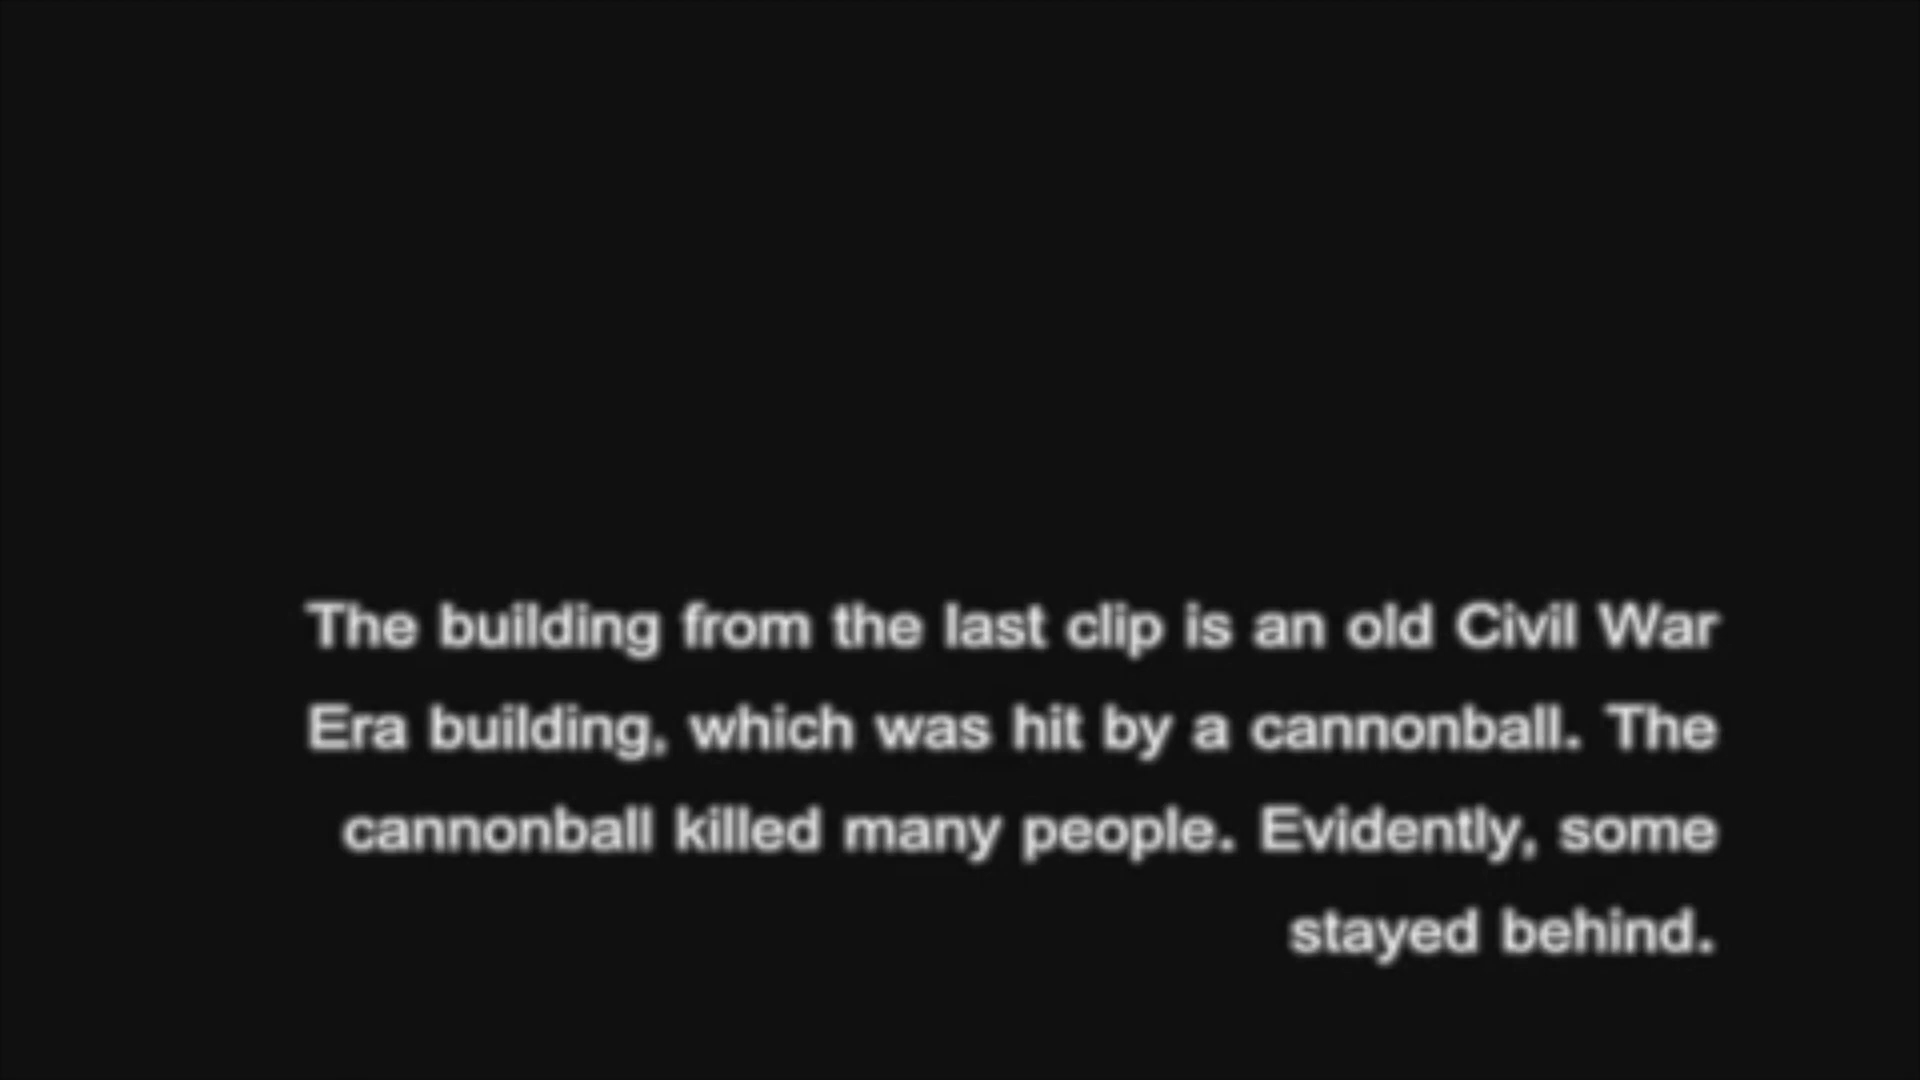 The building from the last clip is an old Civil War
Era building, which was hit by a cannonball. The
cannonball killed many people. Evidently, some
stayed behind.